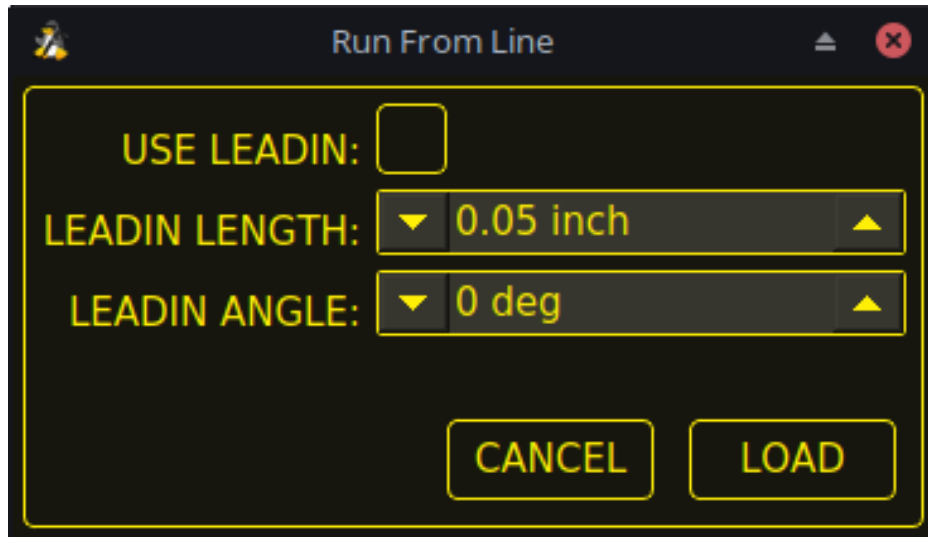 Run From Line
USE LEADIN:
LEADIN LENGTH: 0.05 inch
LEADIN ANGLE: 0 deg
CANCEL LOAD